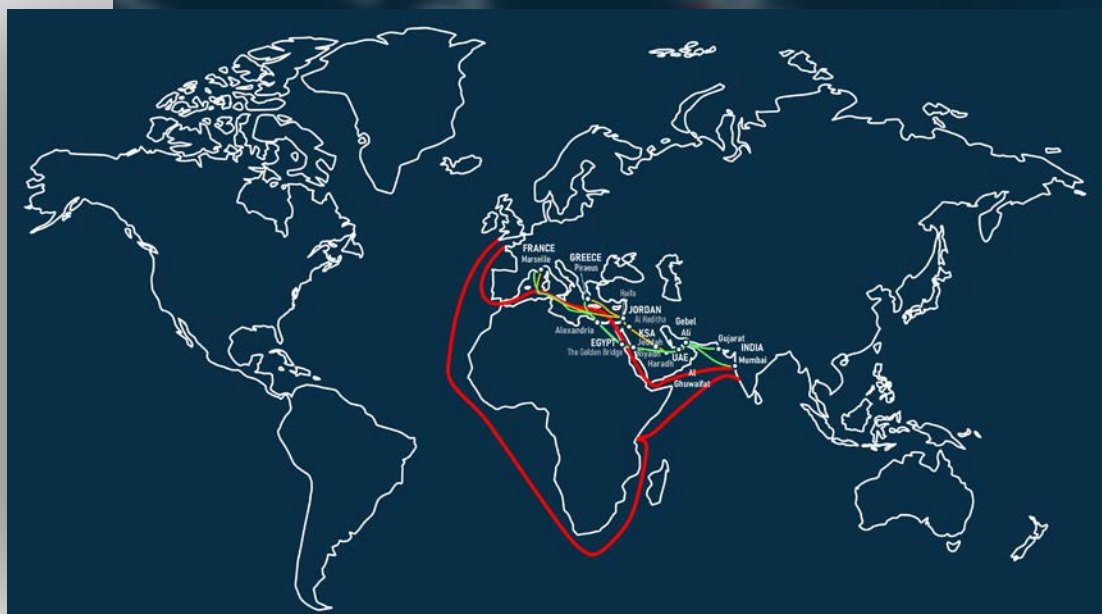 FRANCE
Marseille
GREECE
Piraeus
Haifa
JORDAN
Al Haditha
Alexandria
KSA
Jeddah
Gebel
Ali
Gujarat
EGYPT
The Golden Bridge
Riyadh
UAE
INDIA
Haradh
Mumbai
Al
Ghuwaifat